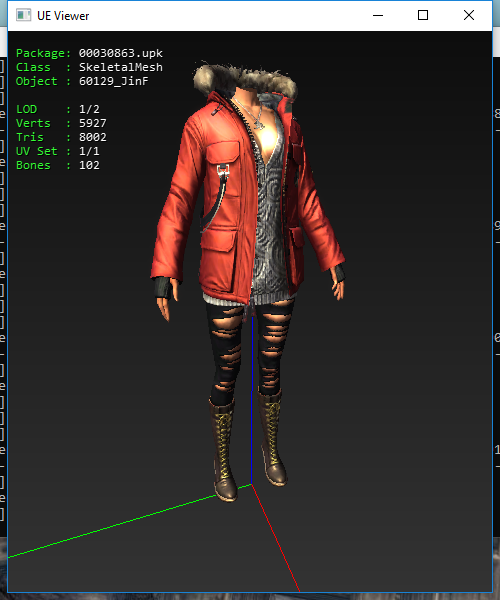 UE Viewer
Package: 00030863.upk
Class : SkeletalMesh
Object : 60129_JinF
LOD : 1/2
Verts : 5927
Tris : 8002
UV Set : 1/1
Bones : 102